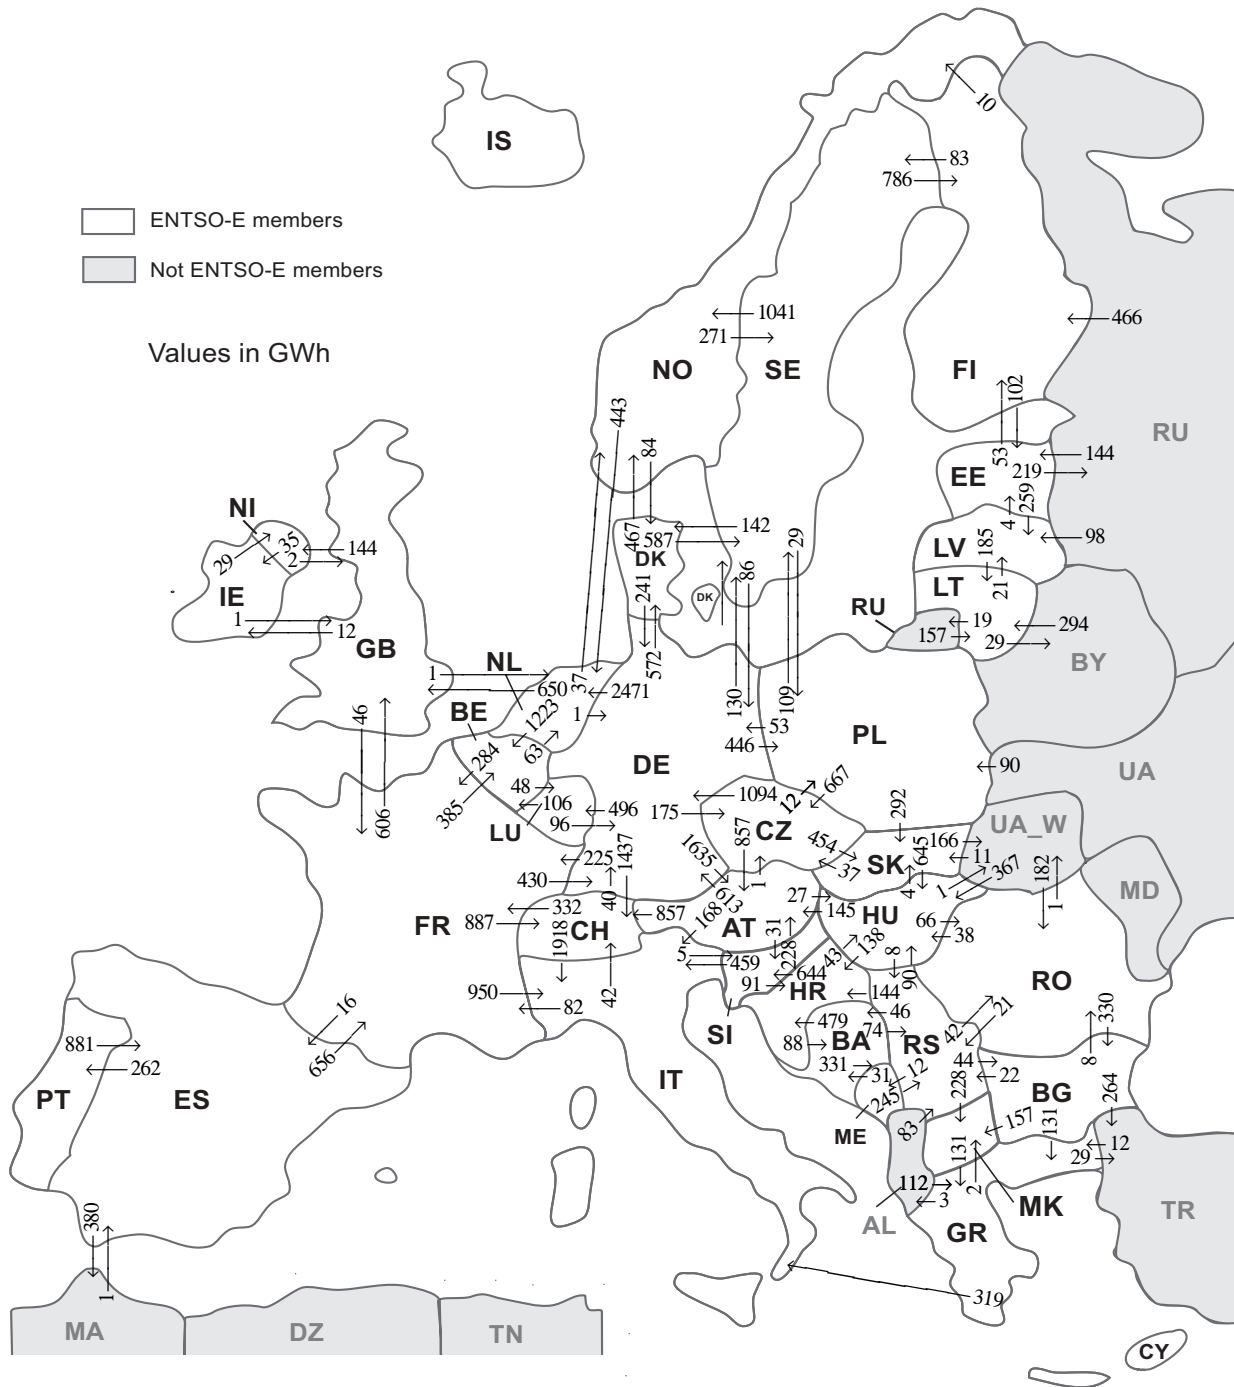 10
IS
83
786
ENTSO-E members
Not ENTSO-E members
1041
271
466
Values in GWh
NO
SE
FI
102
443
84
53
144
RU
EE
219
259
NI
35
29
144
2
467
142
587
DK
29
4
185
98
LV
IE
241
86
DK
LT
21
1
12
GB
RU
19
157
294
29
BY
572
NL
1
650
37
2471
130
109
BE
46
1223
1
53
446
PL
284
63
DE
667
90
UA
606
385
48
106
LU
96
496
175
1094
12
CZ
292
UA_W
857
1437
1635
454
37
SK
645
166
11
367
182
225
430
40
613
1
4
1
1
MD
332
887
FR
CH
1918
857
168
AT
27
145
HU
66
38
31
228
138
43
8
90
5
459
644
91
HR
RO
950
82
42
144
16
656
881
262
PT
ES
SI
IT
479
46
74
88
BA
RS
42
21
330
8
331
31
12
44
22
228
BG
264
245
ME
83
157
131
131
12
29
112
3
2
MK
AL
GR
TR
380
1
319
MA
DZ
TN
CY